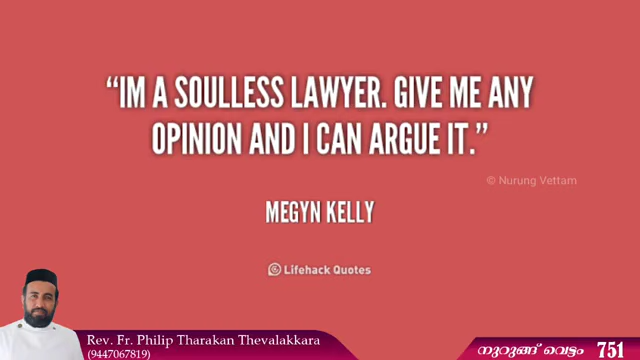 “IM A SOULLESS LAWYER. GIVE ME ANY
OPINION AND I CAN ARGUE IT.”
© Nurung Vettam
MEGYN KELLY
Lifehack Quotes
Rev. Fr. Philip Tharakan Thevalakkara
(9447067819)
നുറുങ്ങ് വെട്ടം 751